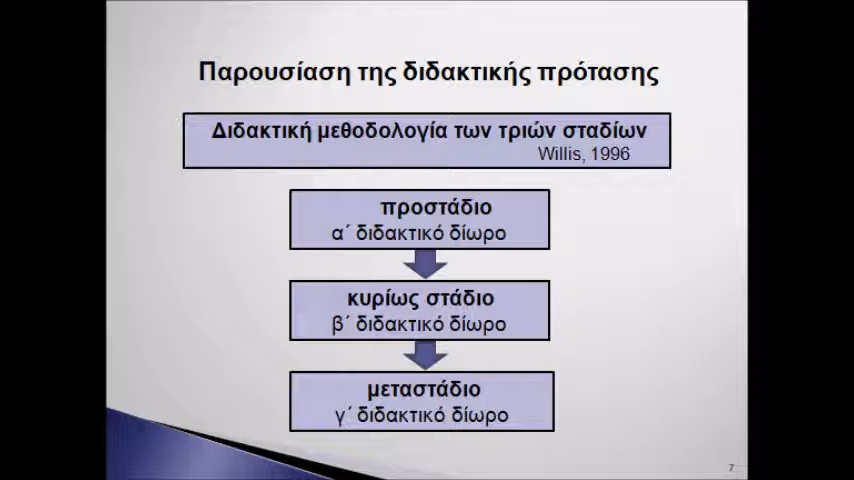 Παρουσίαση της διδακτικής πρότασης
Διδακτική μεθοδολογία των τριών σταδίων
Willis, 1996
προστάδιο
α΄ διδακτικό δίωρο
κυρίως στάδιο
β΄ διδακτικό δίωρο
μεταστάδιο
γ΄ διδακτικό δίωρο
7